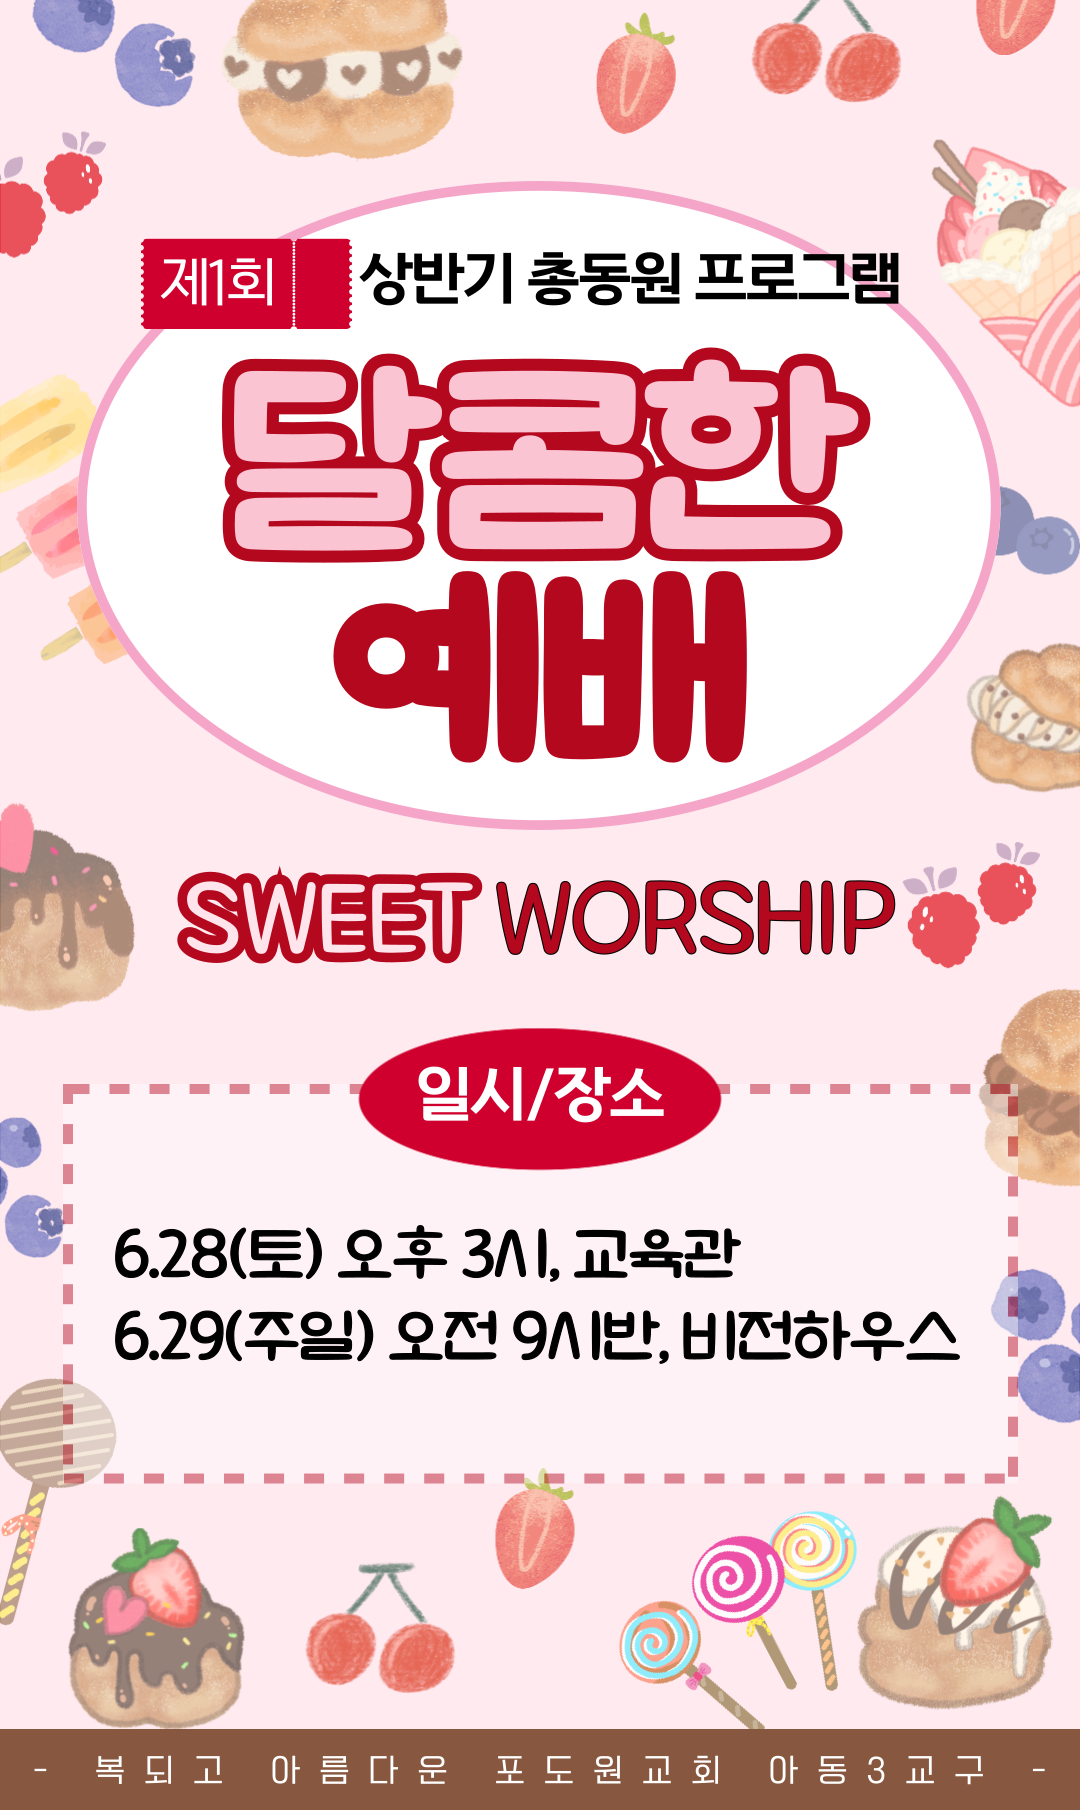 제1회 상반기 총동원 프로그램
달콤한
예배
SWEET WORSHIP
일시/장소
6.28(토) 오후 3시, 교육관
6.29(주일) 오전 9시반, 비전하우스
- 복되고 아름다운 포도원교회 아동3교구 -